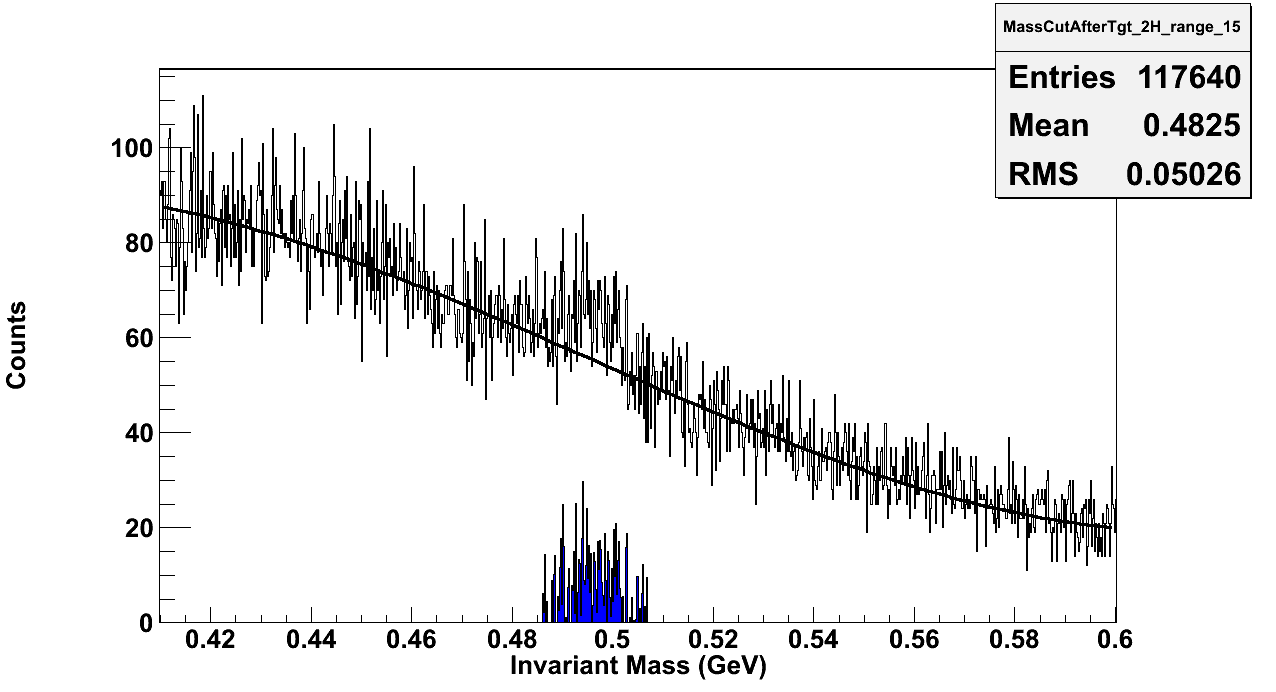 MassCutAfterTgt_2H_range_15
Entries 117640
Mean 0.4825
RMS 0.05026
Counts
100
80
60
40
20
0
0.42 0.44 0.46 0.48 0.5 0.52 0.54 0.56 0.58 0.6
Invariant Mass (GeV)